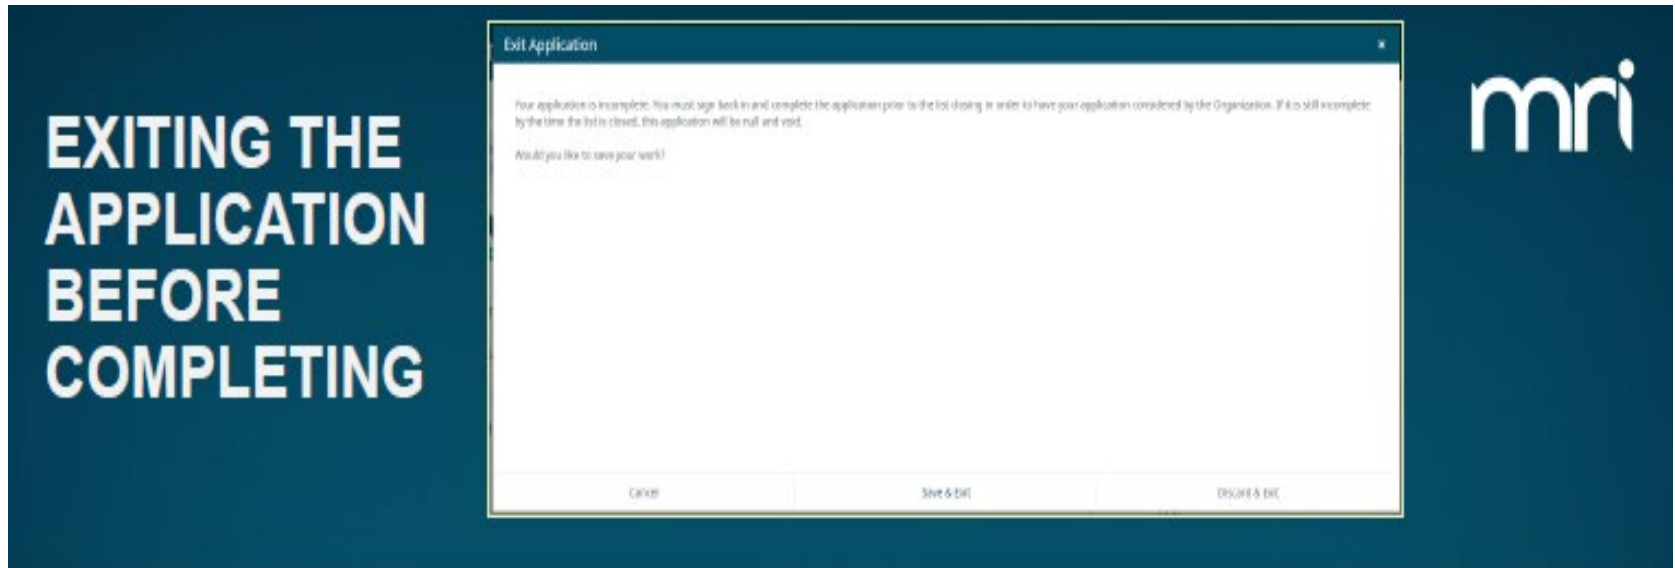 EXITING THE
APPLICATION
BEFORE
COMPLETING
Exit Application
×
Your application is incomplete. You must sign back in and complete the application prior to the list closing in order to have your application considered by the Organization. If it is still incomplete
by the time the list is closed, this application will be null and void.
Would you like to save your work?
Cancel
Save & Exit
Discard & Exit
mri